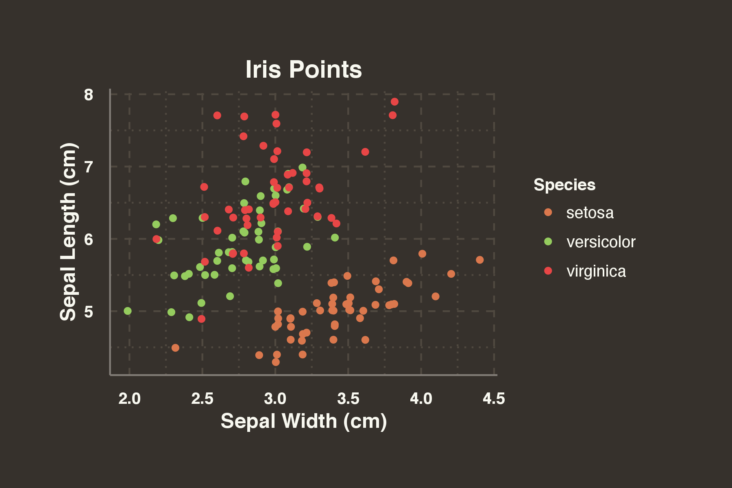 Iris Points
Sepal Length (cm)
8
7
6
5
2.0 2.5 3.0 3.5 4.0 4.5
Sepal Width (cm)
Species
setosa
versicolor
virginica